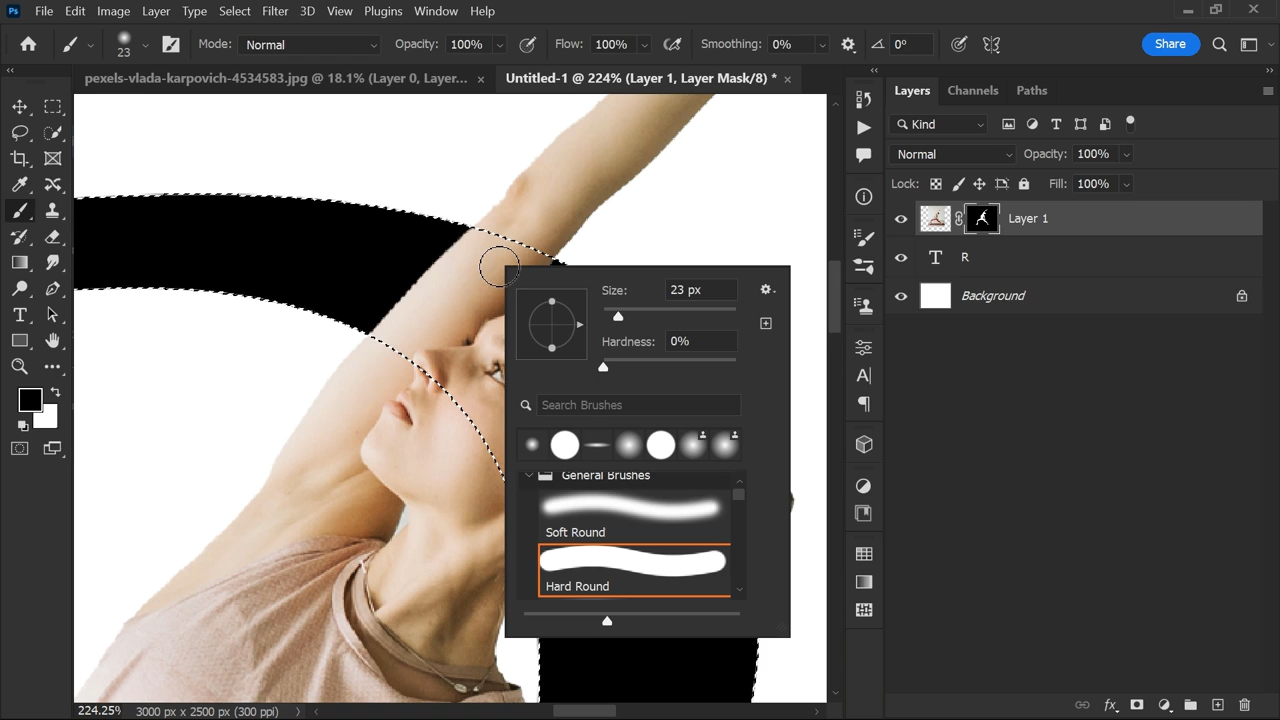 Ps File Edit Image Layer Type Select Filter 3D View Plugins Window Help
23 Mode: Normal Opacity: 100% Flow: 100% Smoothing: 0% 0° Share
pexels-vlada-karpovich-4534583.jpg @ 18.1% (Layer 0, Layer... × Untitled-1 @ 224% (Layer 1, Layer Mask/8) * ×
Layers Channels Paths
Kind
Normal Opacity: 100%
Lock: Fill: 100%
Layer 1
R
Background
Size: 23 px
Hardness: 0%
Search Brushes
General Brushes
Soft Round
Hard Round
224.25% 3000 px x 2500 px (300 ppi)